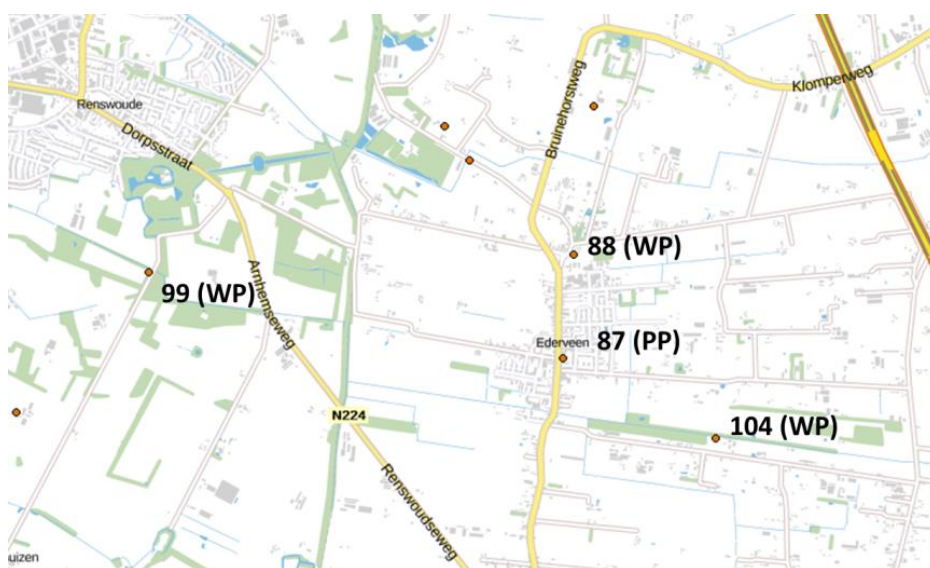 Klomperweg
Renswoude
Bruinehorstweg
Dorpsstraat
88 (WP)
Arnhemseweg
99 (WP)
87 (PP)
Ederveen
N224
104 (WP)
Renswoudseweg
uizen